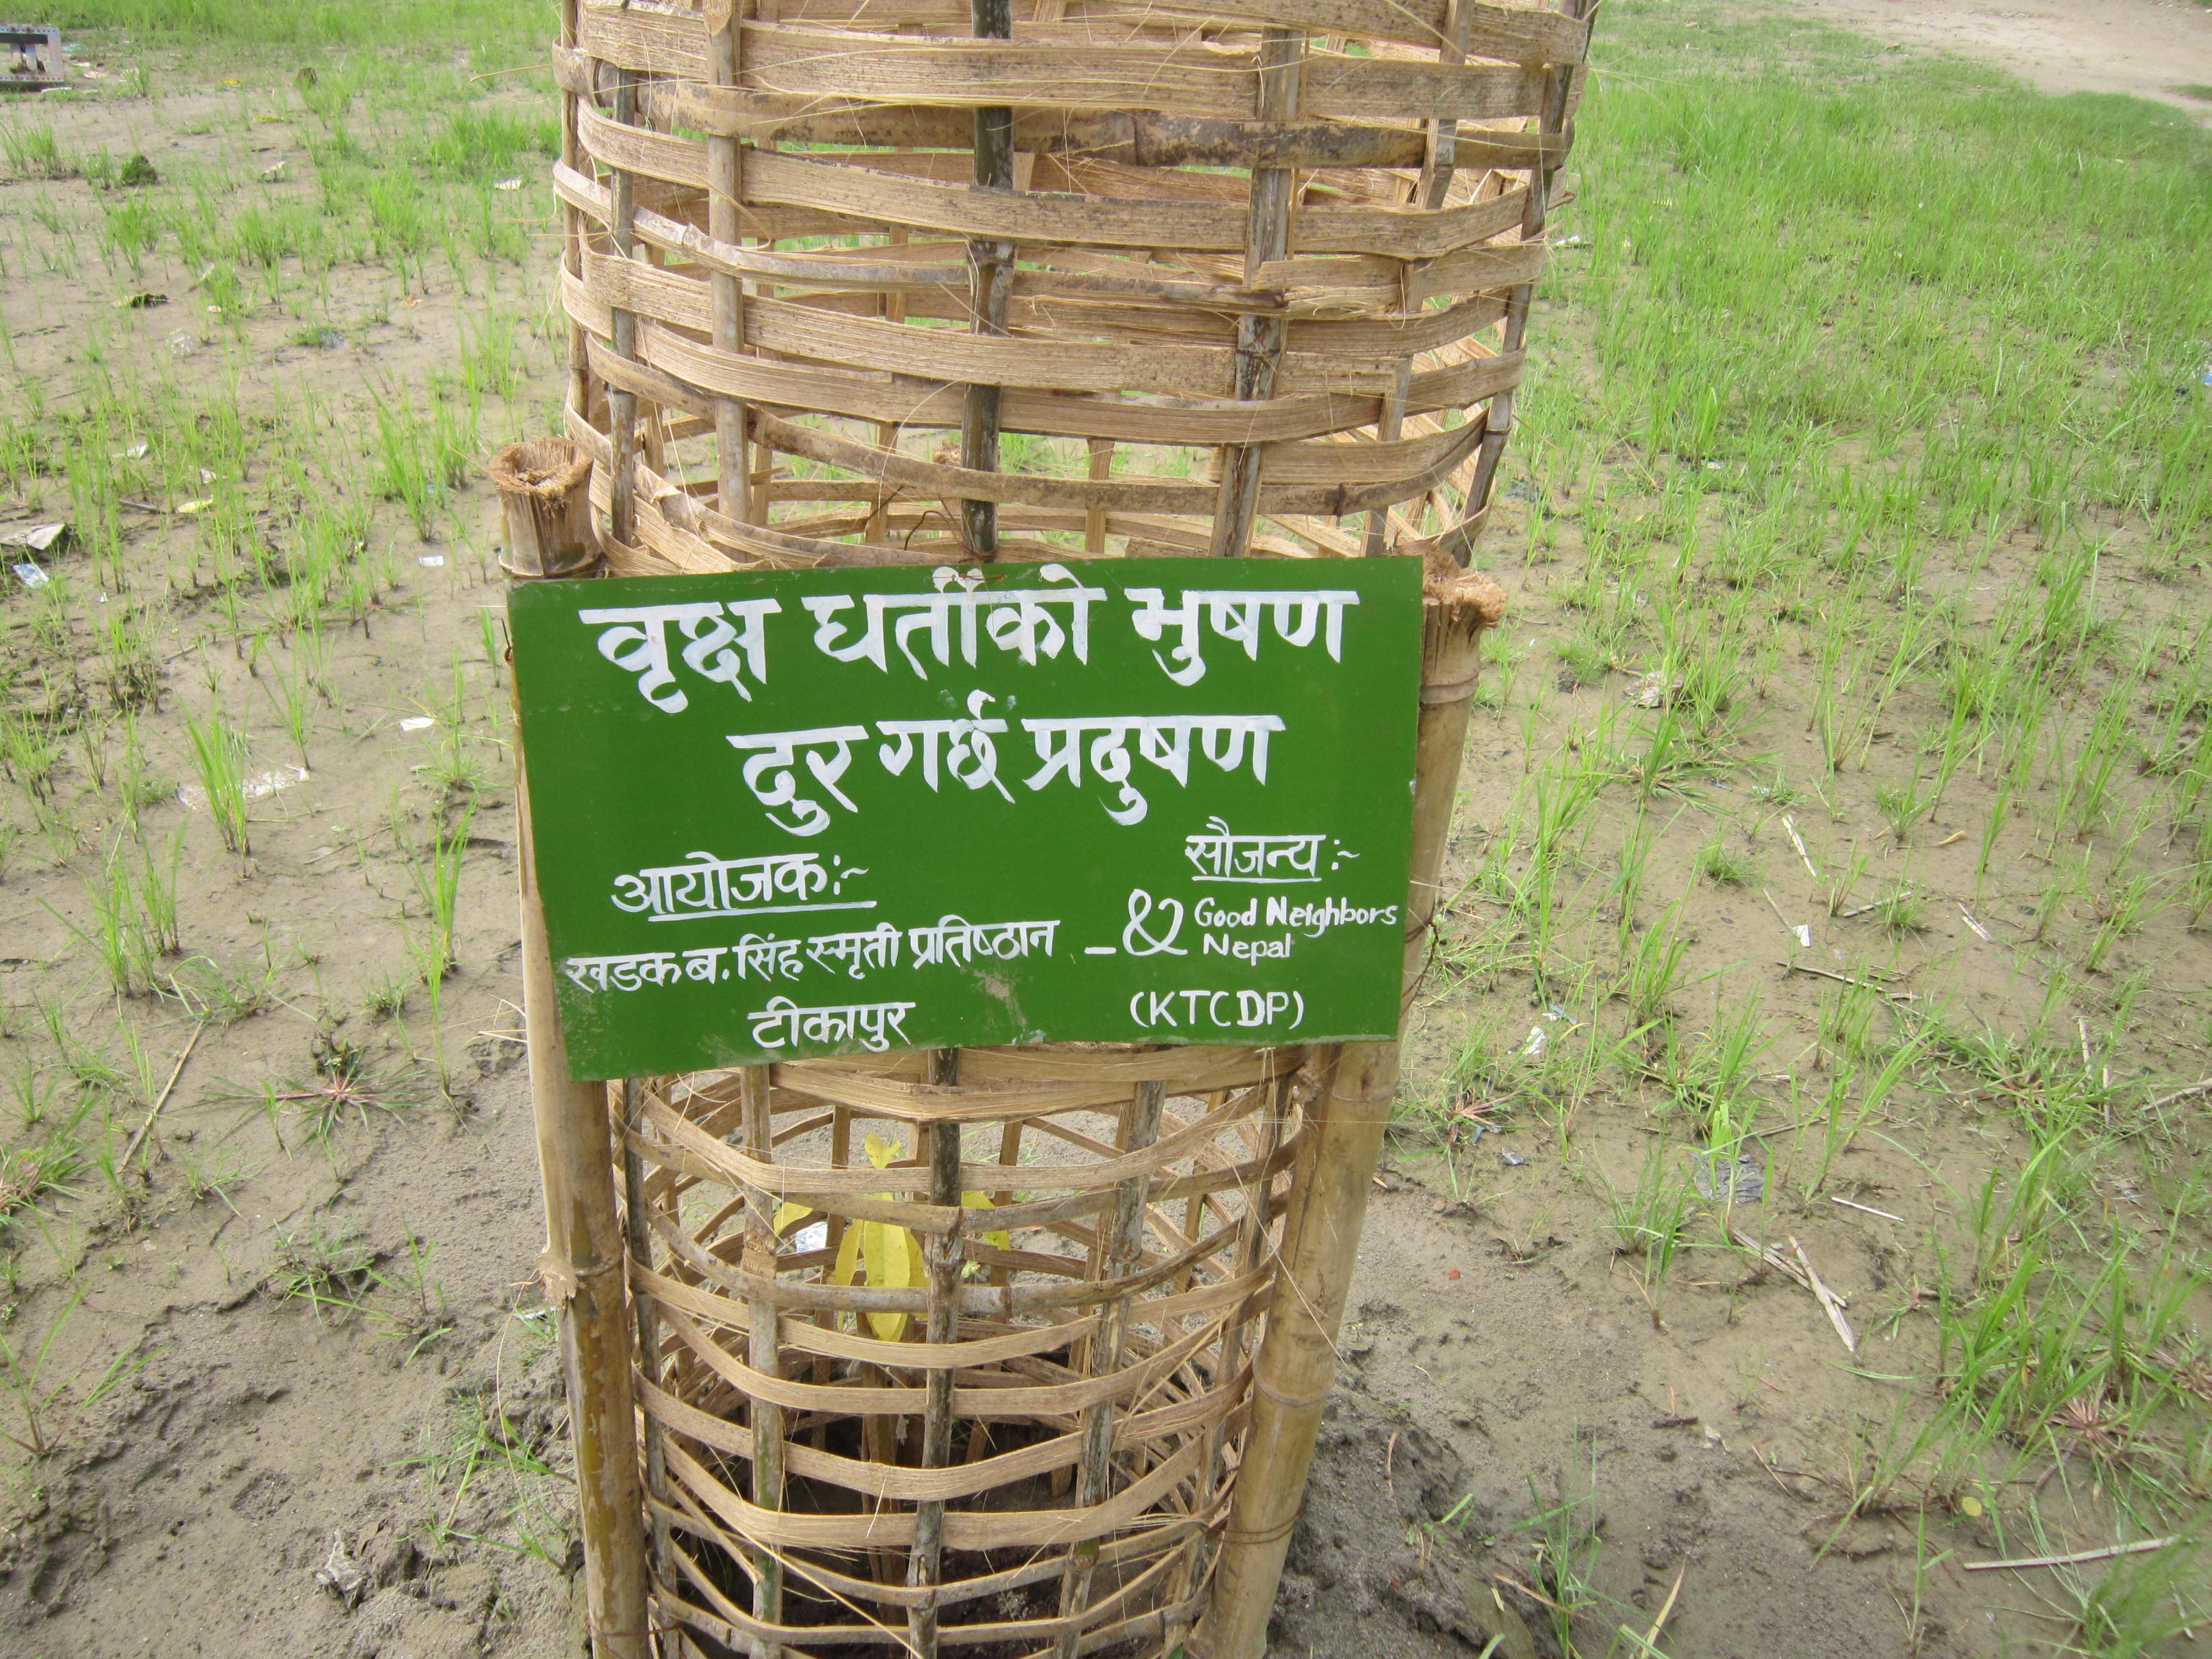 वृक्ष धर्तीको भुषण
दुर गर्छ प्रदुषण
आयोजक:-
खडक ब. सिंह स्मृती प्रतिष्ठान
टीकापुर
सौजन्य:-
Good Neighbors
Nepal
(KTCDP)